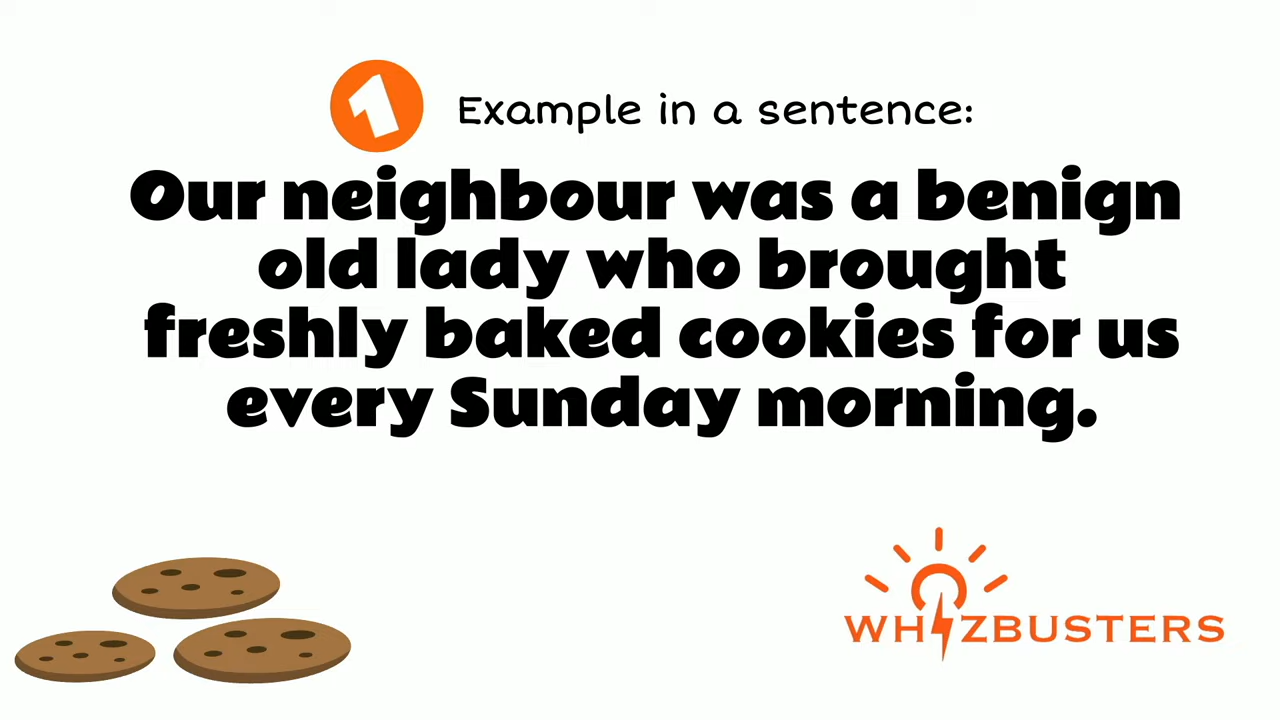 1 Example in a sentence:
Our neighbour was a benign
old lady who brought
freshly baked cookies for us
every Sunday morning.
WHIZBUSTERS